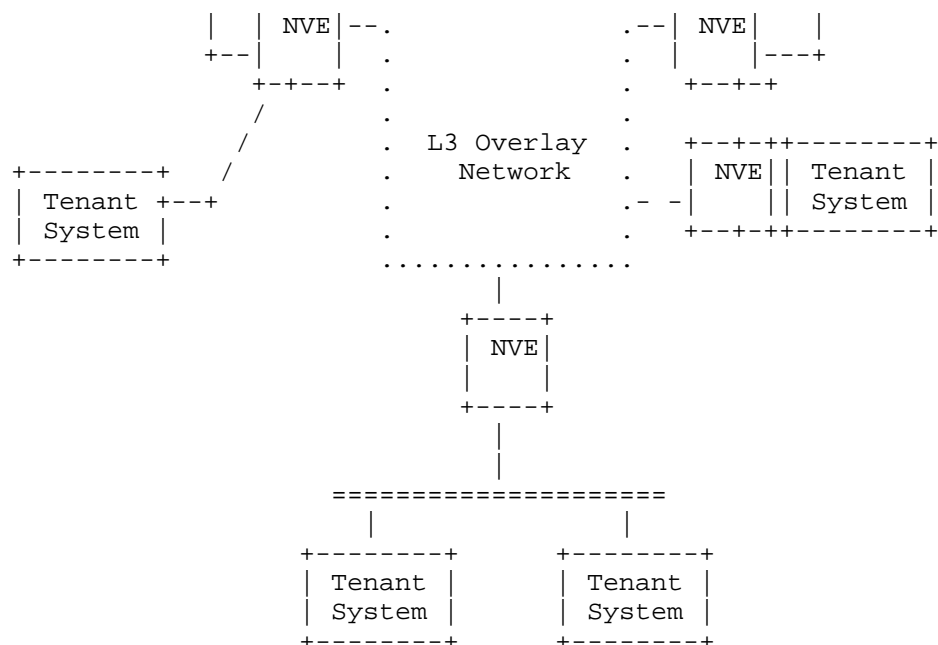 NVE NVE
L3 Overlay
Network NVE Tenant
Tenant System
System
NVE
Tenant Tenant
System System